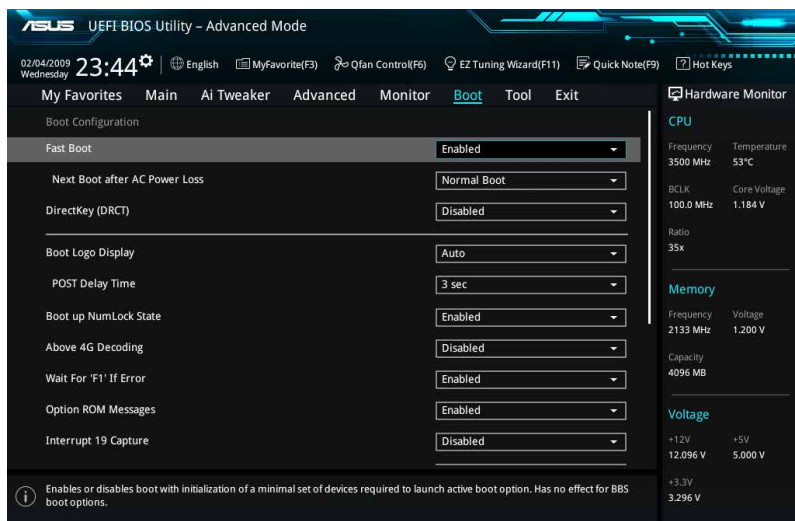 ASUS UEFI BIOS Utility – Advanced Mode
02/04/2009
Wednesday
23:44 English MyFavorite(F3) Qfan Control(F6) EZ Tuning Wizard(F11) Quick Note(F9) ? Hot Keys
My Favorites Main Ai Tweaker Advanced Monitor Boot Tool Exit
Boot Configuration
Fast Boot Enabled
Next Boot after AC Power Loss Normal Boot
DirectKey (DRCT) Disabled
Boot Logo Display Auto
POST Delay Time 3 sec
Boot up NumLock State Enabled
Above 4G Decoding Disabled
Wait For 'F1' If Error Enabled
Option ROM Messages Enabled
Interrupt 19 Capture Disabled
i Enables or disables boot with initialization of a minimal set of devices required to launch active boot option. Has no effect for BBS
boot options.
Hardware Monitor
CPU
Frequency Temperature
3500 MHz 53°C
BCLK Core Voltage
100.0 MHz 1.184 V
Ratio
35x
Memory
Frequency Voltage
2133 MHz 1.200 V
Capacity
4096 MB
Voltage
+12V +5V
12.096 V 5.000 V
+3.3V
3.296 V